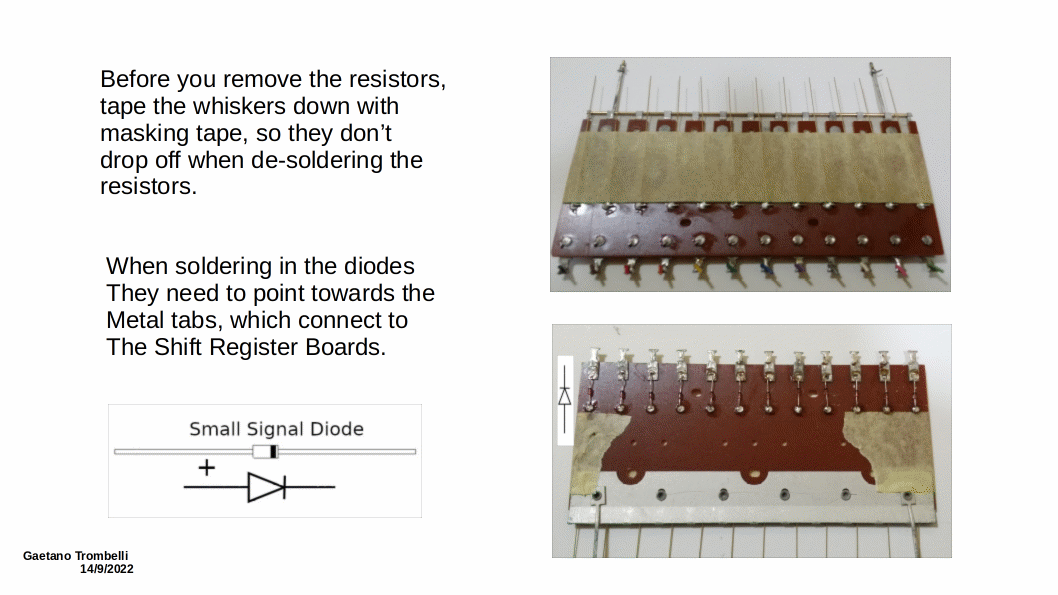 Before you remove the resistors,
tape the whiskers down with
masking tape, so they don’t
drop off when de-soldering the
resistors.
When soldering in the diodes
They need to point towards the
Metal tabs, which connect to
The Shift Register Boards.
Small Signal Diode
+
Gaetano Trombelli
14/9/2022